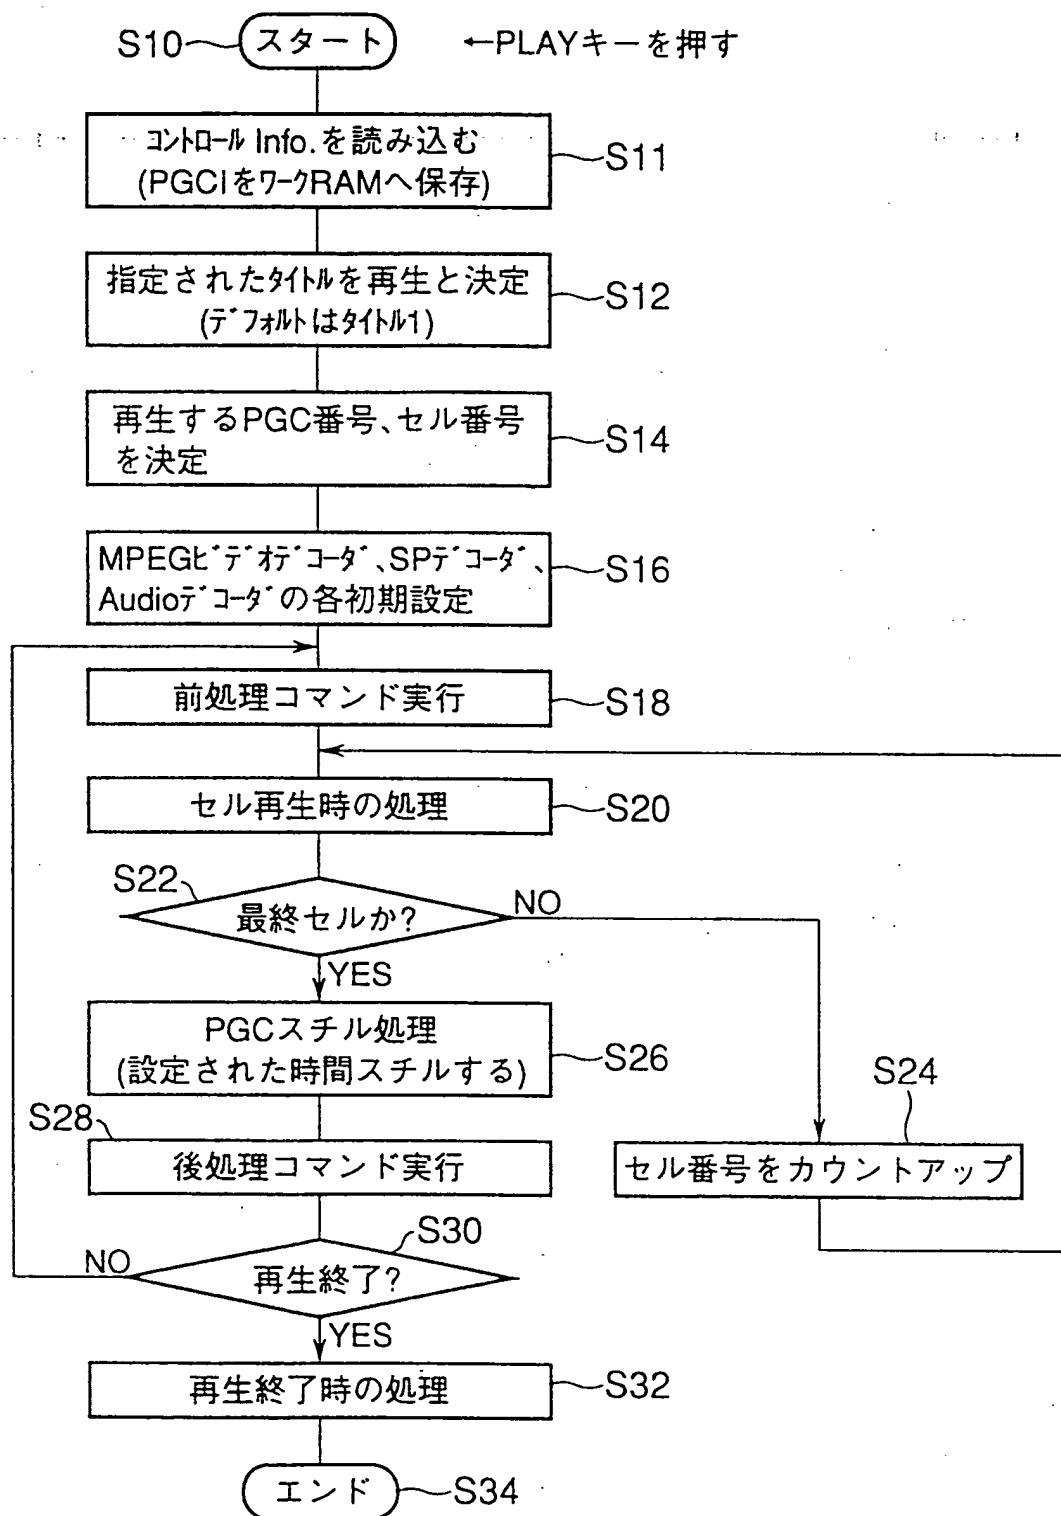 S10 スタート ←PLAYキーを押す
コントロール Info.を読み込む
(PGCIをワークRAMへ保存)
S11
指定されたタイトルを再生と決定
(デフォルトはタイトル1)
S12
再生するPGC番号、セル番号
を決定
S14
MPEGビデオデコーダ、SPデコーダ、
Audioデコーダの各初期設定
S16
前処理コマンド実行
S18
セル再生時の処理
S20
S22
最終セルか?
NO
YES
PGCスチル処理
(設定された時間スチルする)
S26
S24
セル番号をカウントアップ
S28
後処理コマンド実行
S30
再生終了?
NO
YES
再生終了時の処理
S32
エンド
S34